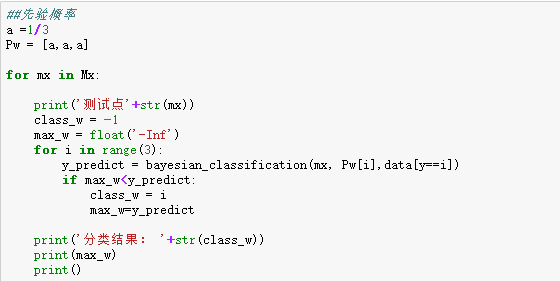 ##先验概率
a =1/3
Pw = [a,a,a]
for mx in Mx:
    print('测试点'+str(mx))
    class_w = -1
    max_w = float('-Inf')
    for i in range(3):
        y_predict = bayesian_classification(mx, Pw[i],data[y==i])
        if max_w<y_predict:
            class_w = i
            max_w=y_predict
    print('分类结果： '+str(class_w))
    print(max_w)
    print()